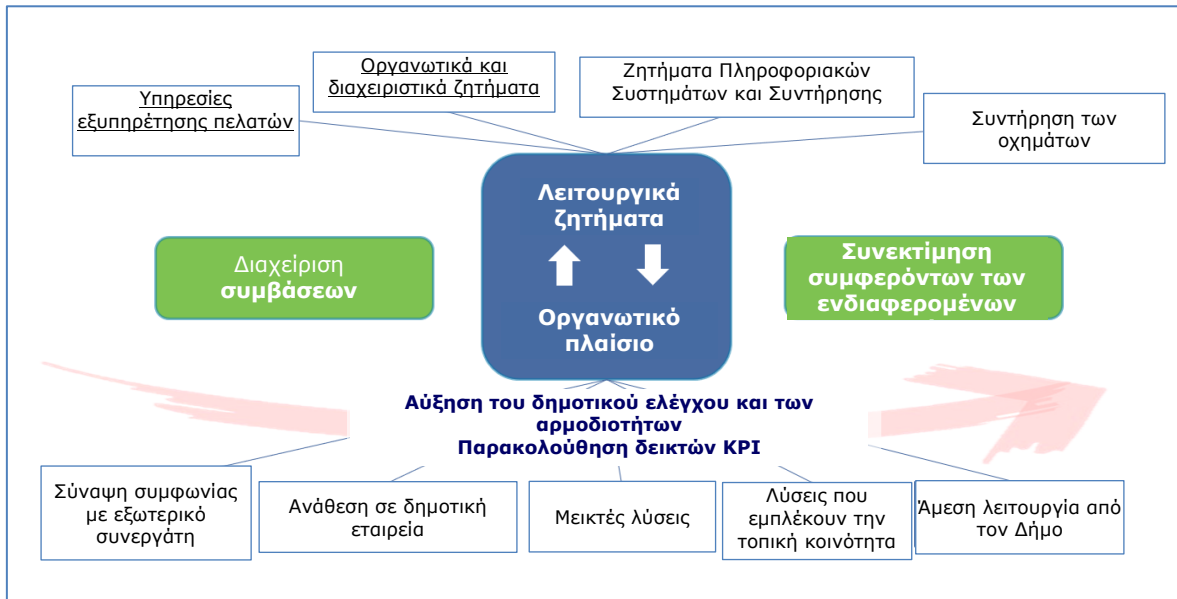 Υπηρεσίες
εξυπηρέτησης πελατών
Οργανωτικά και
διαχειριστικά ζητήματα
Ζητήματα Πληροφοριακών
Συστημάτων και Συντήρησης
Συντήρηση των
οχημάτων
Λειτουργικά
ζητήματα
Οργανωτικό
πλαίσιο
Διαχείριση
συμβάσεων
Συνεκτίμηση
συμφερόντων των
ενδιαφερομένων
Αύξηση του δημοτικού ελέγχου και των
αρμοδιοτήτων
Παρακολούθηση δεικτών KPI
Σύναψη συμφωνίας
με εξωτερικό
συνεργάτη
Ανάθεση σε δημοτική
εταιρεία
Μεικτές λύσεις
Λύσεις που
εμπλέκουν την
τοπική κοινότητα
Άμεση λειτουργία από
τον Δήμο